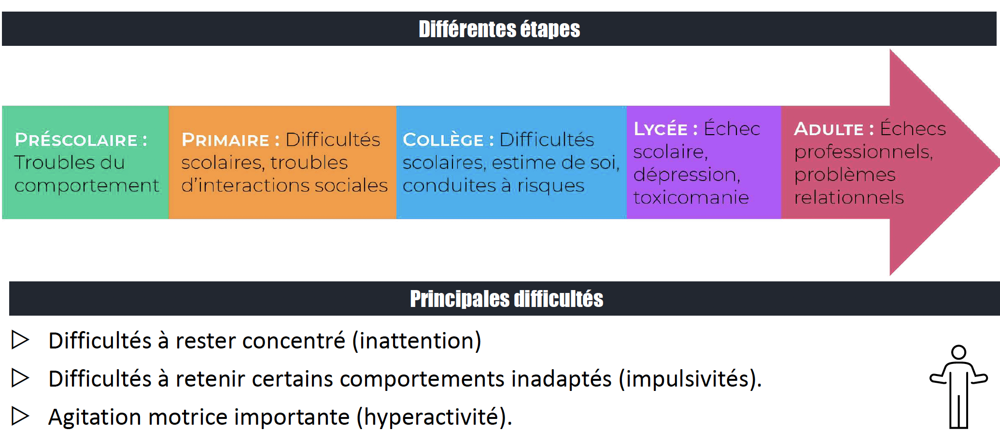 Différentes étapes
PRÉSCOLAIRE :
Troubles du
comportement
PRIMAIRE : Difficultés
scolaires, troubles
d’interactions sociales
COLLÈGE : Difficultés
scolaires, estime de soi,
conduites à risques
LYCÉE : Échec
scolaire,
dépression,
toxicomanie
ADULTE : Échecs
professionnels,
problèmes
relationnels
Principales difficultés
Difficultés à rester concentré (inattention)
Difficultés à retenir certains comportements inadaptés (impulsivités).
Agitation motrice importante (hyperactivité).